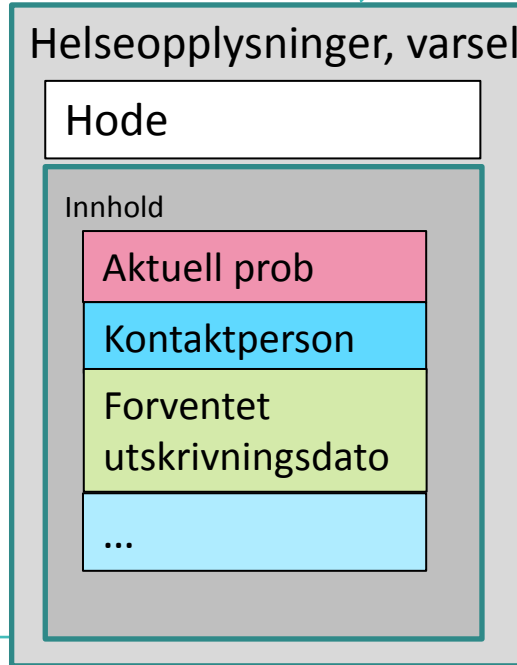 Helseopplysninger, varsel
Hode
Innhold
Aktuell prob
Kontaktperson
Forventet
utskrivningsdato
...